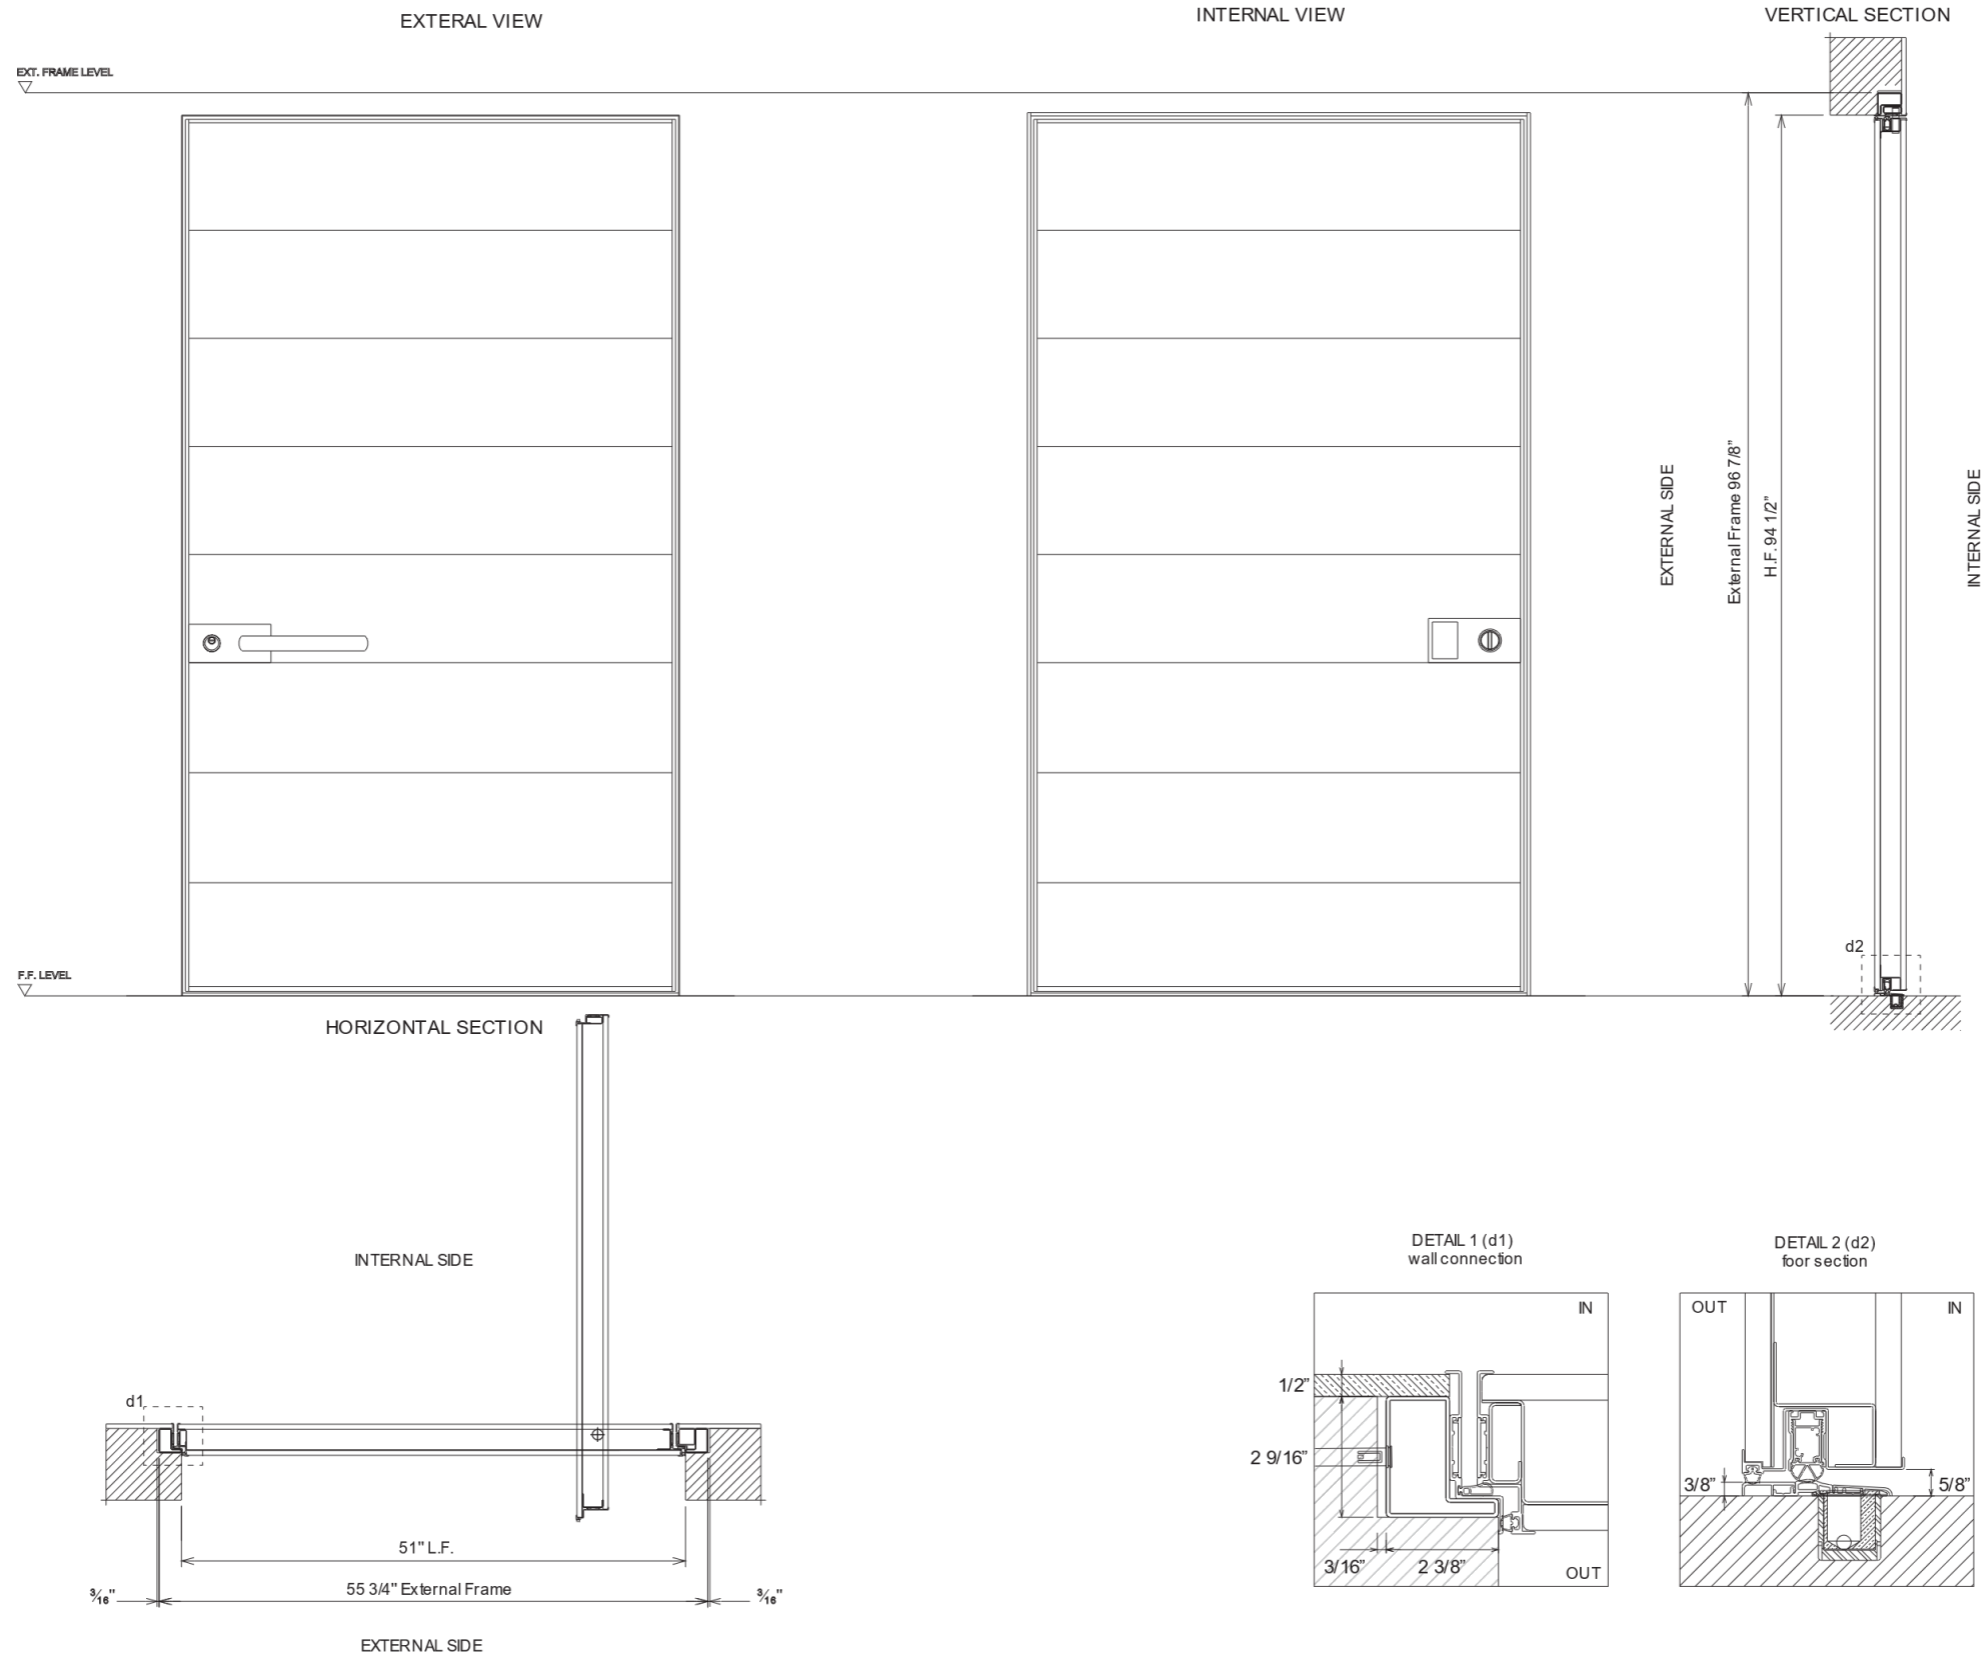 EXTERAL VIEW
INTERNAL VIEW
VERTICAL SECTION
EXT. FRAME LEVEL
EXTERNAL SIDE
External Frame 96 7/8”
H.F. 94 1/2”
INTERNAL SIDE
d2
F.F. LEVEL
HORIZONTAL SECTION
INTERNAL SIDE
d1
51" L.F.
55 3/4" External Frame
3/16"
3/16"
EXTERNAL SIDE
DETAIL 1 (d1)
wall connection
IN
1/2”
2 9/16”
3/16”
2 3/8”
OUT
DETAIL 2 (d2)
foor section
OUT
IN
3/8”
5/8”